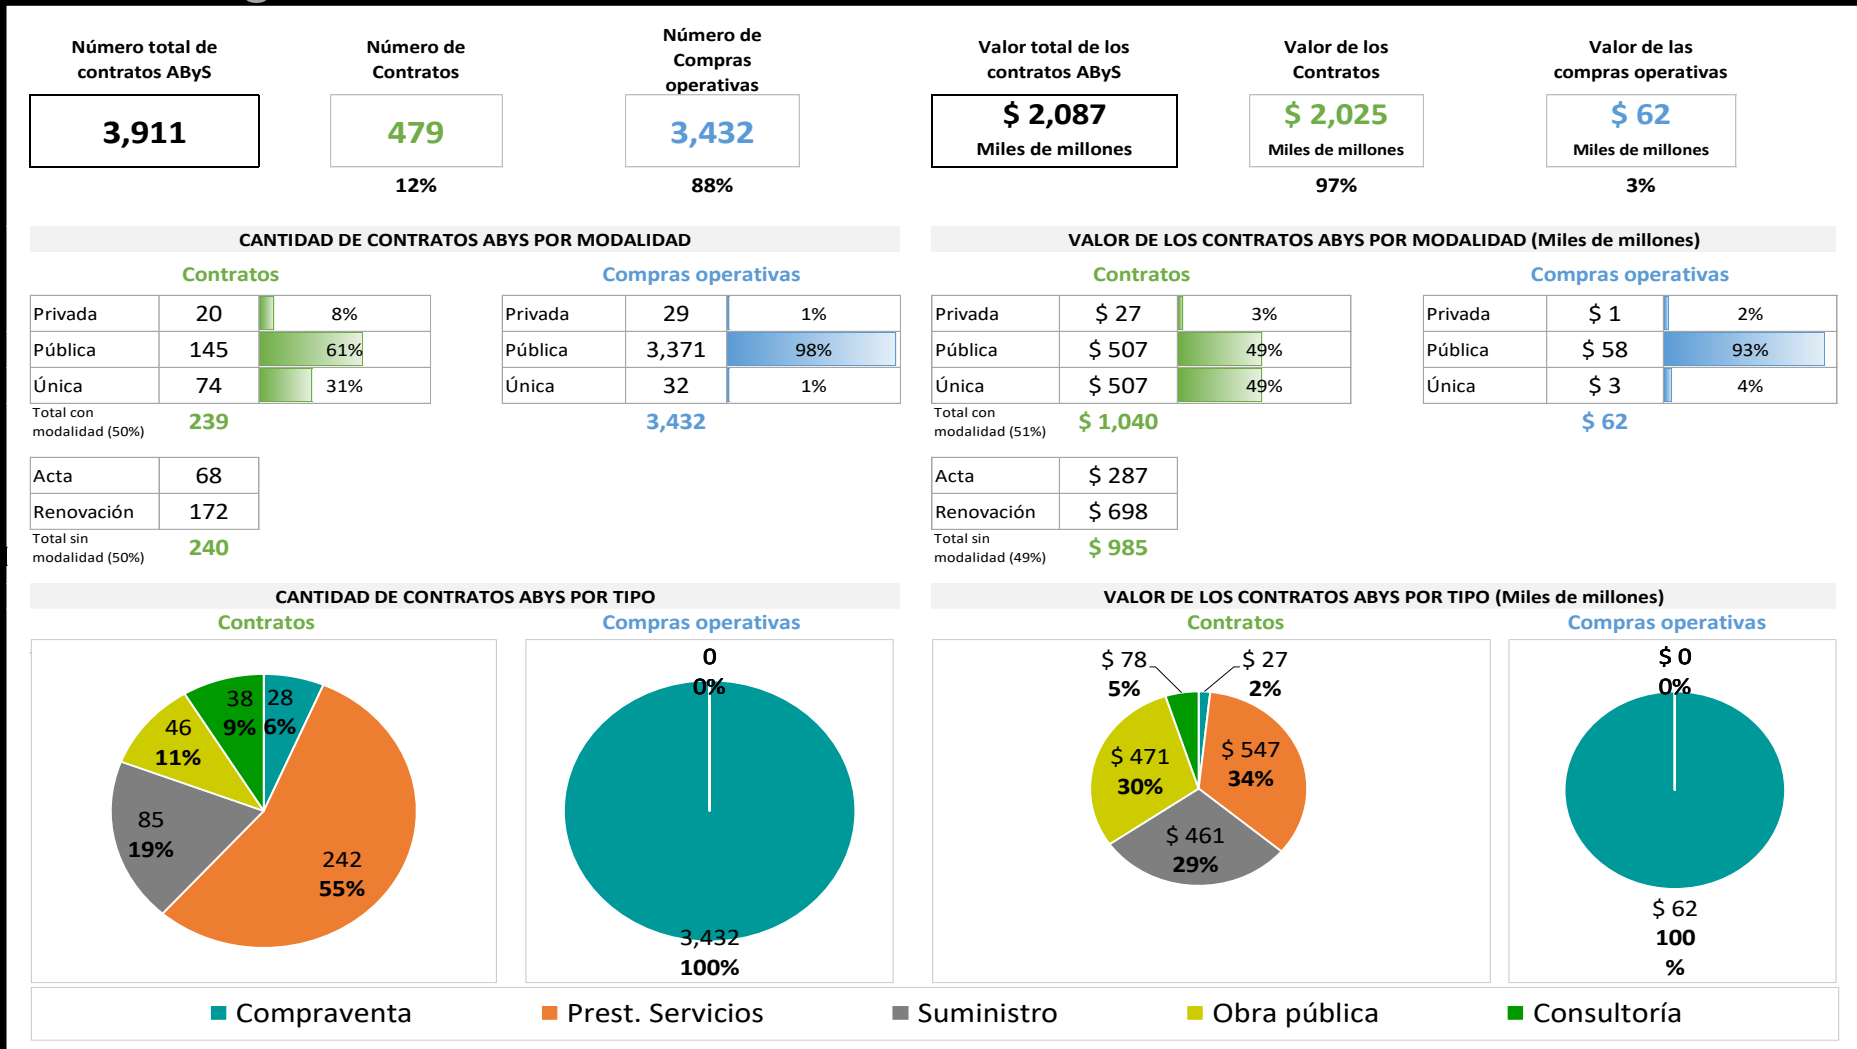 Número total de
contratos AByS
3,911
Número de
Contratos
479
12%
Número de
Compras
operativas
3,432
88%
Valor total de los
contratos AByS
$ 2,087
Miles de millones
Valor de los
Contratos
$ 2,025
Miles de millones
97%
Valor de las
compras operativas
$ 62
Miles de millones
3%
CANTIDAD DE CONTRATOS ABYS POR MODALIDAD
Contratos
Privada 20 8%
Pública 145 61%
Única 74 31%
Total con
modalidad (50%) 239
Acta 68
Renovación 172
Total sin
modalidad (50%) 240
Compras operativas
Privada 29 1%
Pública 3,371 98%
Única 32 1%
3,432
VALOR DE LOS CONTRATOS ABYS POR MODALIDAD (Miles de millones)
Contratos
Privada $ 27 3%
Pública $ 507 49%
Única $ 507 49%
Total con
modalidad (51%) $ 1,040
Acta $ 287
Renovación $ 698
Total sin
modalidad (49%) $ 985
Compras operativas
Privada $ 1 2%
Pública $ 58 93%
Única $ 3 4%
$ 62
CANTIDAD DE CONTRATOS ABYS POR TIPO
Contratos
28
6%
242
55%
85
19%
46
11%
38
9%
Compras operativas
0
0%
3,432
100%
VALOR DE LOS CONTRATOS ABYS POR TIPO (Miles de millones)
Contratos
$ 27
2%
$ 547
34%
$ 461
29%
$ 471
30%
$ 78
5%
Compras operativas
$ 0
0%
$ 62
100
%
Compraventa
Prest. Servicios
Suministro
Obra pública
Consultoría